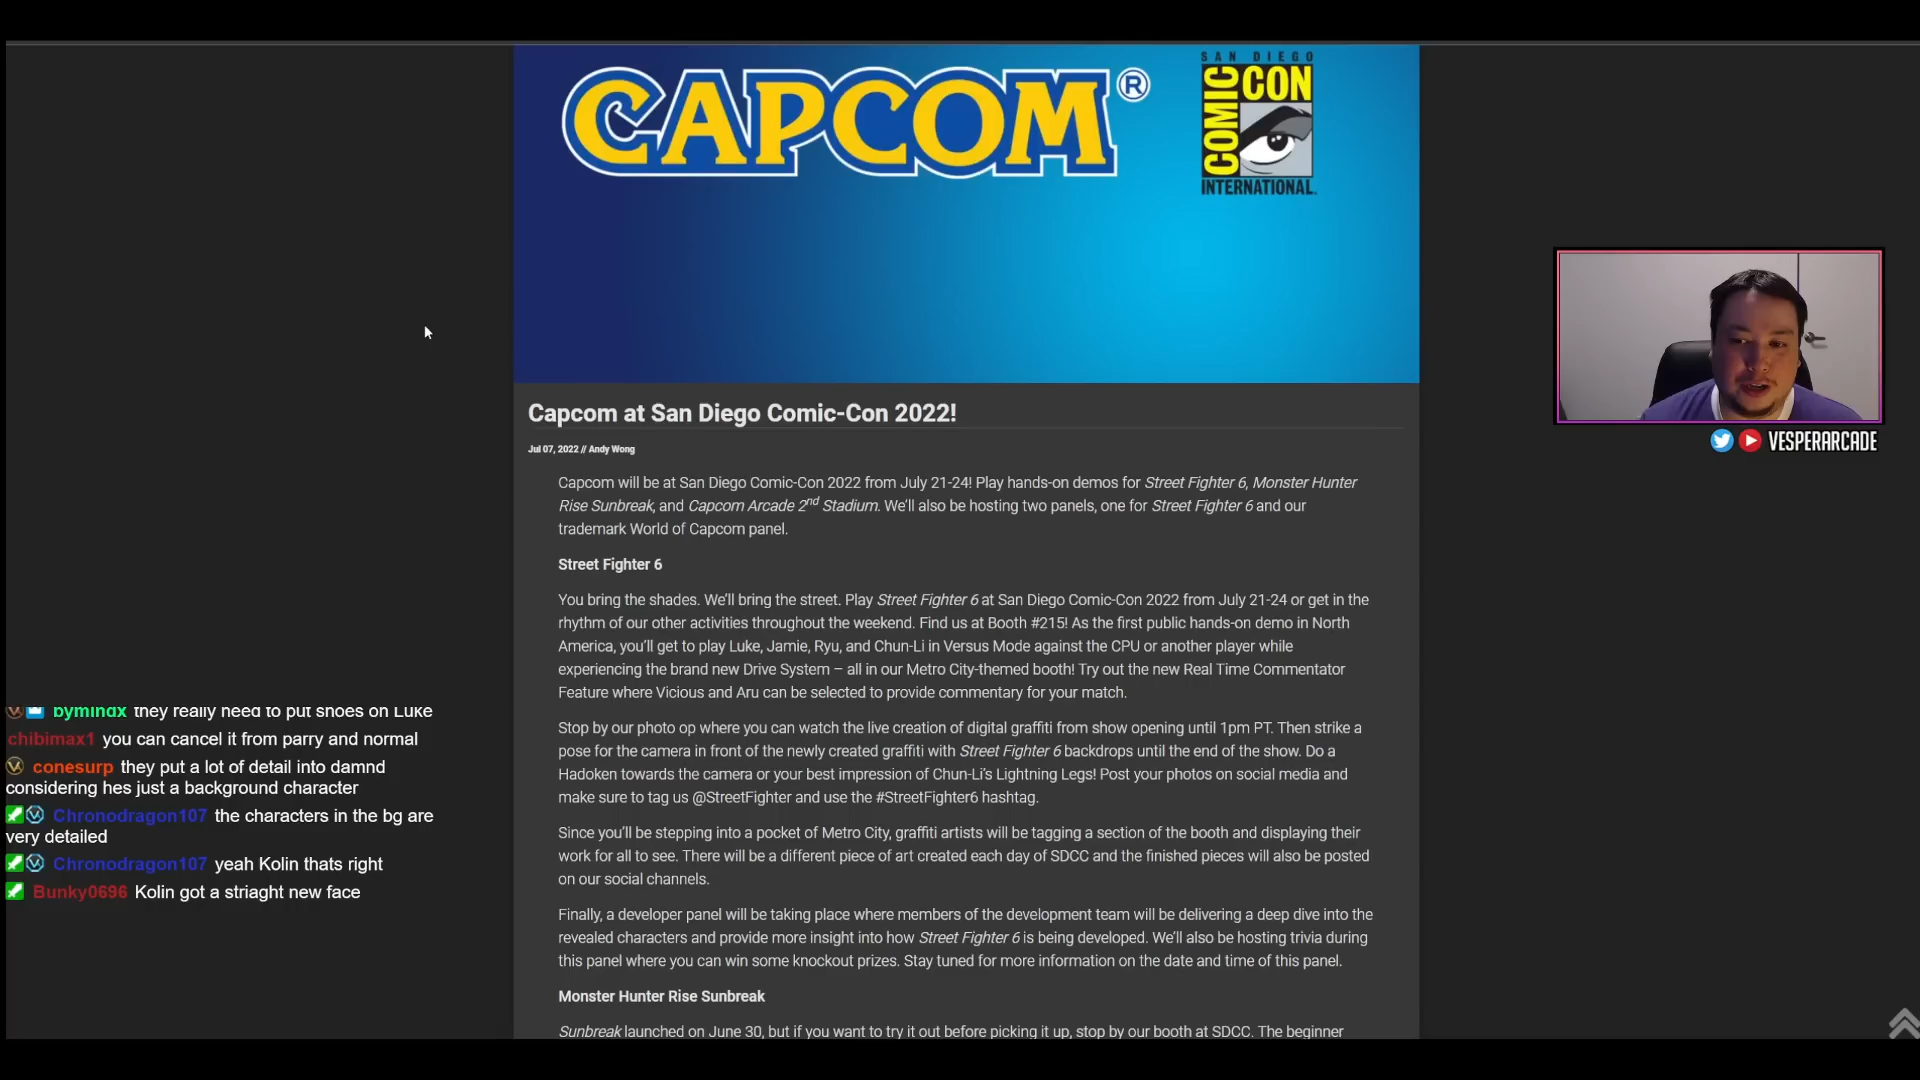 CAPCOM®
SAN DIEGO
COMIC CON
INTERNATIONAL.
Capcom at San Diego Comic-Con 2022!
Jul 07, 2022 // Andy Wong
Capcom will be at San Diego Comic-Con 2022 from July 21-24! Play hands-on demos for Street Fighter 6, Monster Hunter
Rise Sunbreak, and Capcom Arcade 2nd Stadium. We'll also be hosting two panels, one for Street Fighter 6 and our
trademark World of Capcom panel.
Street Fighter 6
You bring the shades. We'll bring the street. Play Street Fighter 6 at San Diego Comic-Con 2022 from July 21-24 or get in the
rhythm of our other activities throughout the weekend. Find us at Booth #215! As the first public hands-on demo in North
America, you'll get to play Luke, Jamie, Ryu, and Chun-Li in Versus Mode against the CPU or another player while
experiencing the brand new Drive System – all in our Metro City-themed booth! Try out the new Real Time Commentator
Feature where Vicious and Aru can be selected to provide commentary for your match.
Stop by our photo op where you can watch the live creation of digital graffiti from show opening until 1pm PT. Then strike a
pose for the camera in front of the newly created graffiti with Street Fighter 6 backdrops until the end of the show. Do a
Hadoken towards the camera or your best impression of Chun-Li's Lightning Legs! Post your photos on social media and
make sure to tag us @StreetFighter and use the #StreetFighter6 hashtag.
Since you'll be stepping into a pocket of Metro City, graffiti artists will be tagging a section of the booth and displaying their
work for all to see. There will be a different piece of art created each day of SDCC and the finished pieces will also be posted
on our social channels.
Finally, a developer panel will be taking place where members of the development team will be delivering a deep dive into the
revealed characters and provide more insight into how Street Fighter 6 is being developed. We'll also be hosting trivia during
this panel where you can win some knockout prizes. Stay tuned for more information on the date and time of this panel.
Monster Hunter Rise Sunbreak
Sunbreak launched on June 30, but if you want to try it out before picking it up, stop by our booth at SDCC. The beginner
VESPERARCADE
bymindx they really need to put shoes on Luke
chibimax1 you can cancel it from parry and normal
conesurp they put a lot of detail into damnd
considering hes just a background character
Chronodragon107 the characters in the bg are
very detailed
Chronodragon107 yeah Kolin thats right
Bunky0696 Kolin got a striaght new face